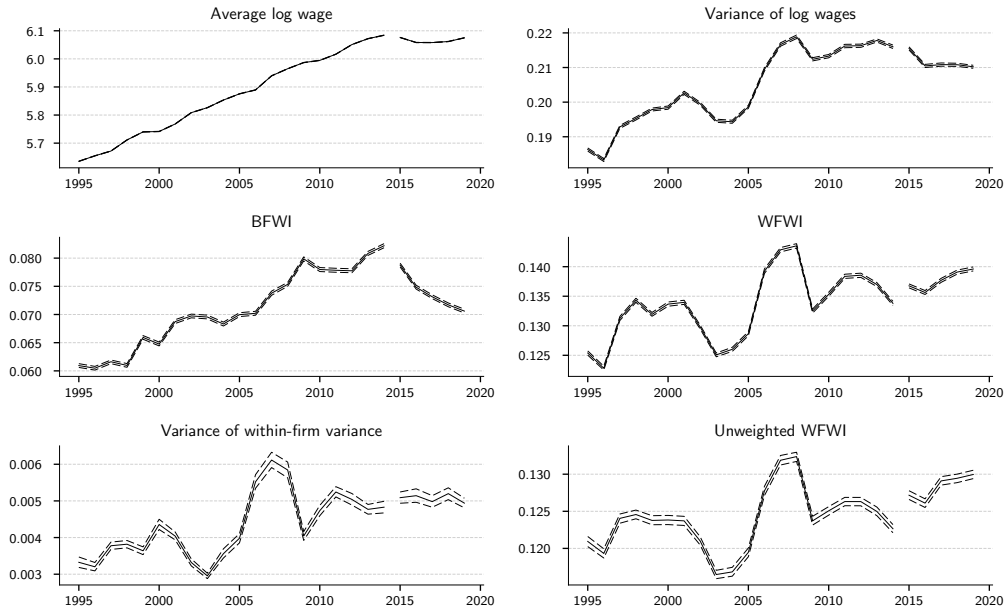 Average log wage
6.1
6.0
5.9
5.8
5.7
1995 2000 2005 2010 2015 2020
Variance of log wages
0.22
0.21
0.20
0.19
1995 2000 2005 2010 2015 2020
BFWI
0.080
0.075
0.070
0.065
0.060
1995 2000 2005 2010 2015 2020
WFWI
0.140
0.135
0.130
0.125
1995 2000 2005 2010 2015 2020
Variance of within-firm variance
0.006
0.005
0.004
0.003
1995 2000 2005 2010 2015 2020
Unweighted WFWI
0.130
0.125
0.120
1995 2000 2005 2010 2015 2020